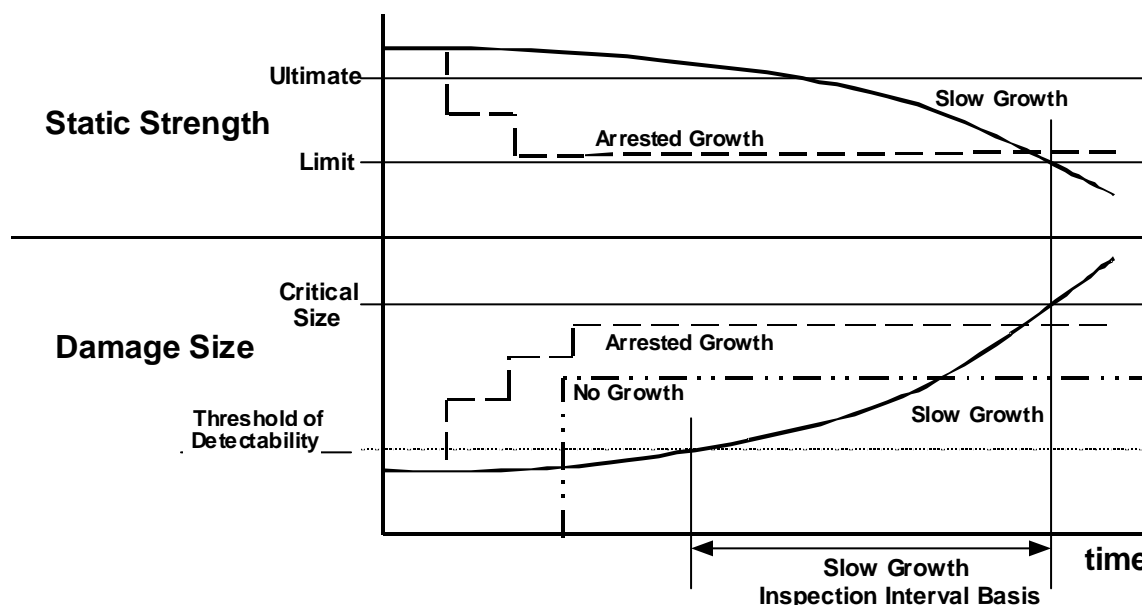 Ultimate
Slow Growth
Static Strength
Arrested Growth
Limit
Critical
Size
Damage Size
Arrested Growth
No Growth
Slow Growth
Threshold of
Detectability
time
Slow Growth
Inspection Interval Basis